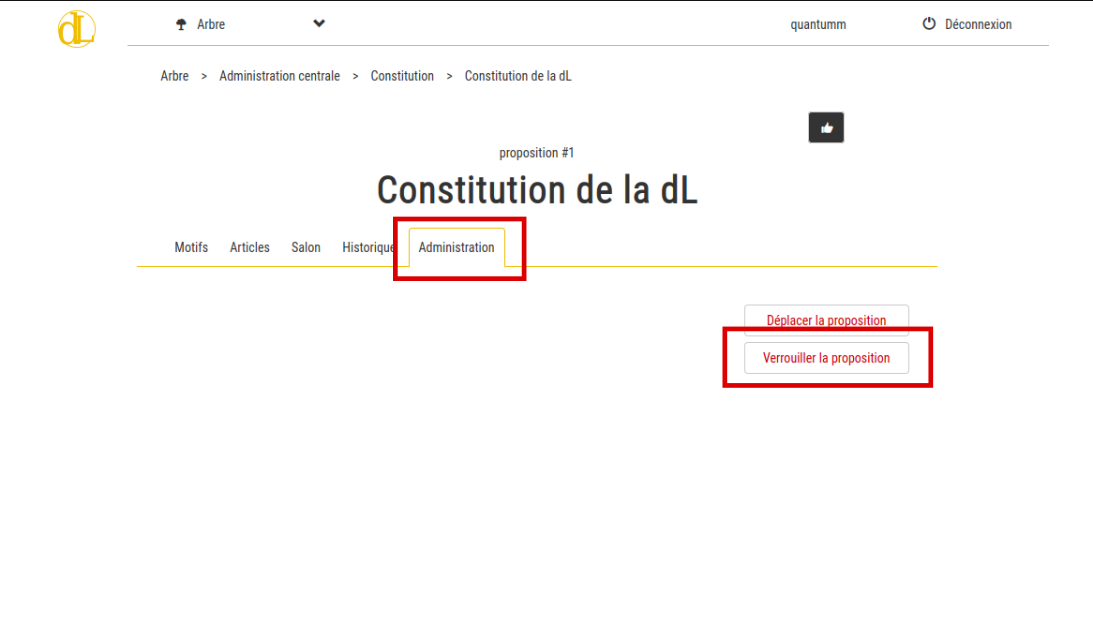 dL Arbre quantumm Déconnexion
Arbre > Administration centrale > Constitution > Constitution de la dL
proposition #1
Constitution de la dL
Motifs Articles Salon Historique Administration
Déplacer la proposition
Verrouiller la proposition